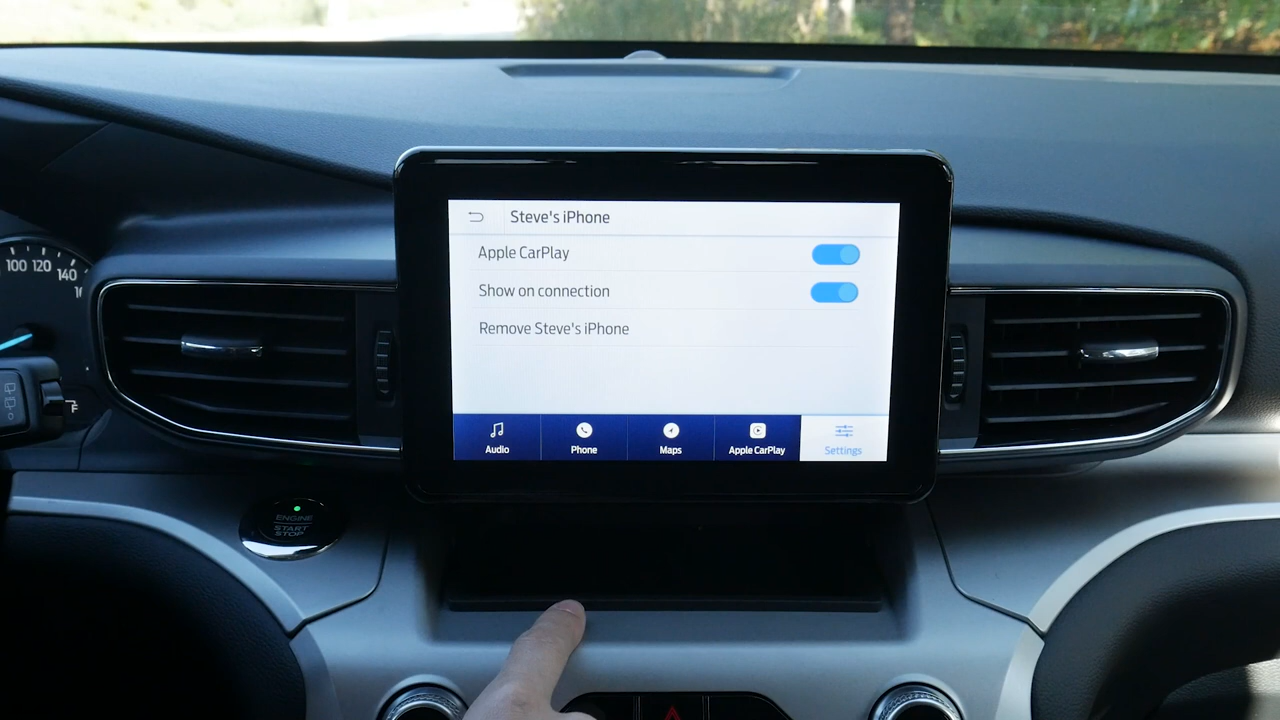 Steve's iPhone
Apple CarPlay
Show on connection
Remove Steve's iPhone
Audio
Phone
Maps
Apple CarPlay
Settings
100 120
140
F
ENGINE
START
STOP